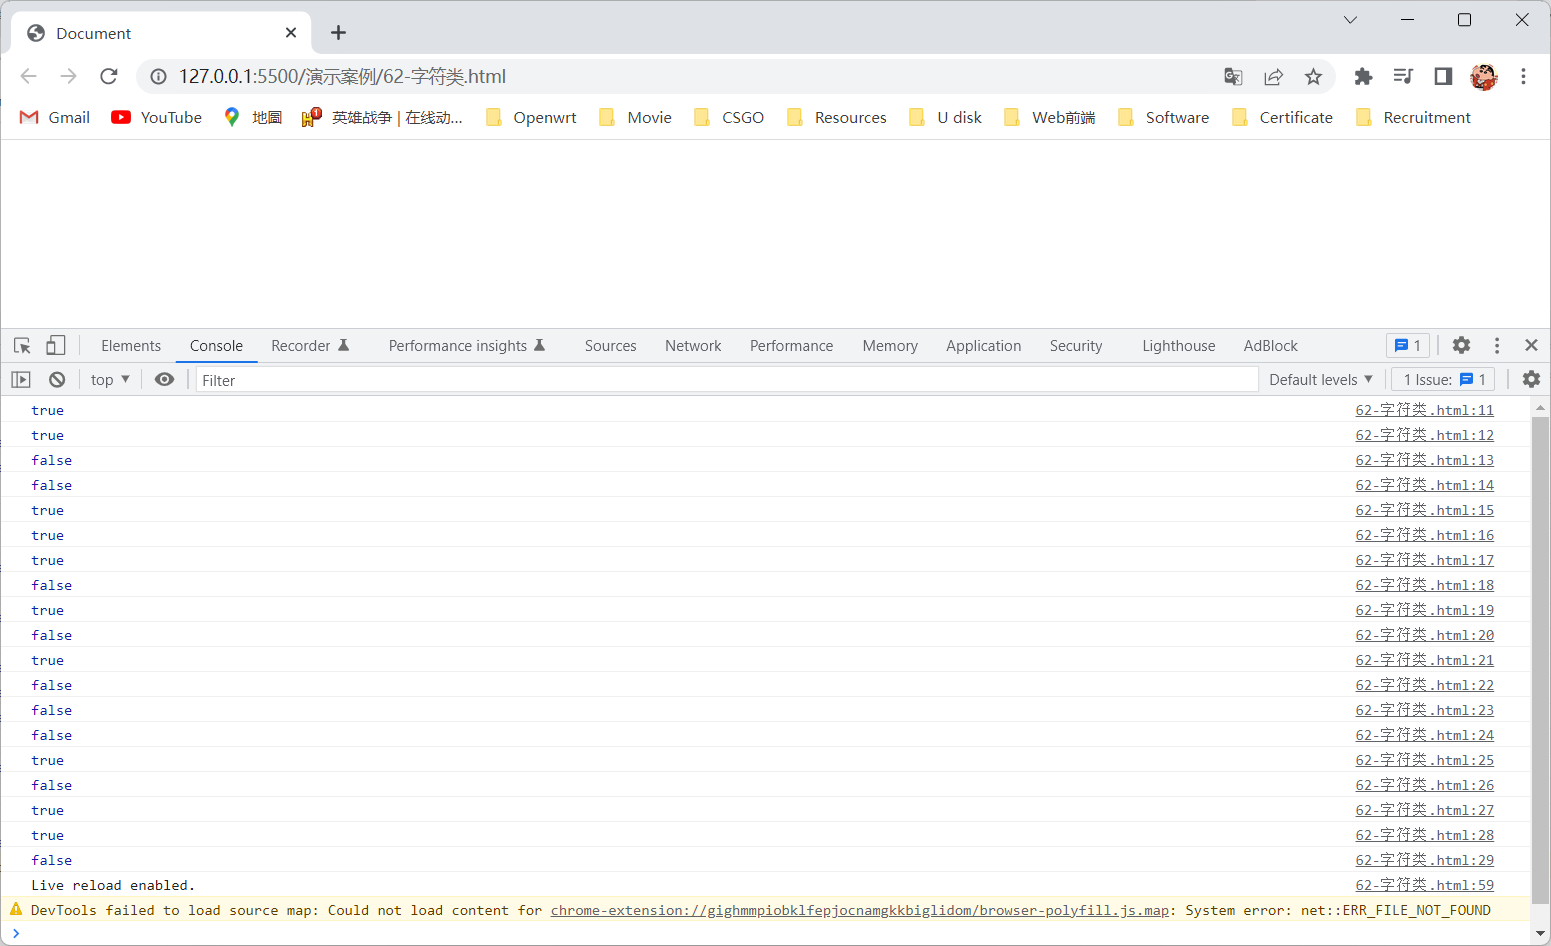 Document
127.0.0.1:5500/演示案例/62-字符类.html
Gmail YouTube 地圖 英雄战争 | 在线动... Openwrt Movie CSGO Resources U disk Web前端 Software Certificate Recruitment
Elements Console Recorder Performance insights Sources Network Performance Memory Application Security Lighthouse AdBlock 1
top Filter Default levels 1 Issue: 1
true 62-字符类.html:11
true 62-字符类.html:12
false 62-字符类.html:13
false 62-字符类.html:14
true 62-字符类.html:15
true 62-字符类.html:16
true 62-字符类.html:17
false 62-字符类.html:18
true 62-字符类.html:19
false 62-字符类.html:20
true 62-字符类.html:21
false 62-字符类.html:22
false 62-字符类.html:23
false 62-字符类.html:24
true 62-字符类.html:25
false 62-字符类.html:26
true 62-字符类.html:27
true 62-字符类.html:28
false 62-字符类.html:29
Live reload enabled. 62-字符类.html:59
DevTools failed to load source map: Could not load content for chrome-extension://gighmmpiobklfepjocnamgkkbiglidom/browser-polyfill.js.map: System error: net::ERR_FILE_NOT_FOUND